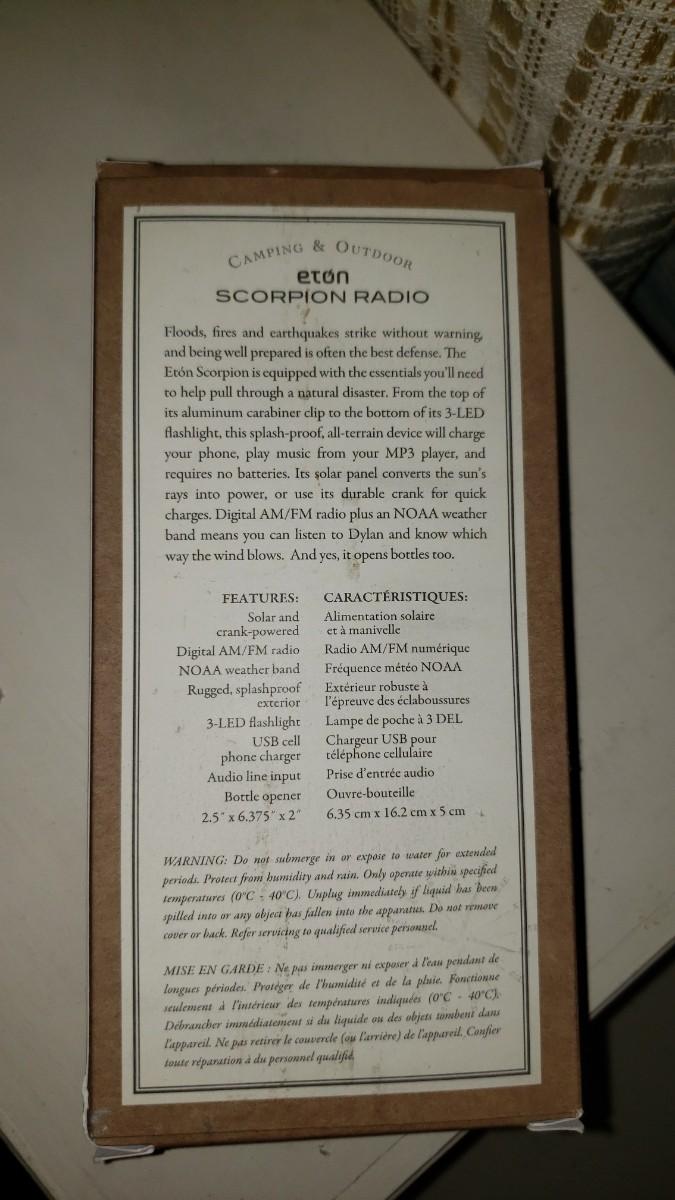 CAMPING & OUTDOOR
etón
SCORPION RADIO
Floods, fires and earthquakes strike without warning,
and being well prepared is often the best defense. The
Etón Scorpion is equipped with the essentials you'll need
to help pull through a natural disaster. From the top of
its aluminum carabiner clip to the bottom of its 3-LED
flashlight, this splash-proof, all-terrain device will charge
your phone, play music from your MP3 player, and
requires no batteries. Its solar panel converts the sun's
rays into power, or use its durable crank for quick
charges. Digital AM/FM radio plus an NOAA weather
band means you can listen to Dylan and know which
way the wind blows. And yes, it opens bottles too.
FEATURES:
Solar and
crank-powered
Digital AM/FM radio
NOAA weather band
Rugged, splashproof
exterior
3-LED flashlight
USB cell
phone charger
Audio line input
Bottle opener
2.5" x 6.375" x 2"
CARACTÉRISTIQUES:
Alimentation solaire
et à manivelle
Radio AM/FM numérique
Fréquence météo NOAA
Extérieur robuste à
l'épreuve des éclaboussures
Lampe de poche à 3 DEL
Chargeur USB pour
téléphone cellulaire
Prise d'entrée audio
Ouvre-bouteille
6.35 cm x 16.2 cm x 5 cm
WARNING: Do not submerge in or expose to water for extended
periods. Protect from humidity and rain. Only operate within specified
temperatures (0°C - 40°C). Unplug immediately if liquid has been
spilled into or any object has fallen into the apparatus. Do not remove
cover or back. Refer servicing to qualified service personnel.
MISE EN GARDE : Ne pas immerger ni exposer à l'eau pendant de
longues périodes. Protéger de l'humidité et de la pluie. Fonctionne
seulement à l'intérieur des températures indiquées (0°C - 40°C).
Débrancher immédiatement si du liquide ou des objets tombent dans
l'appareil. Ne pas retirer le couvercle (ou l'arrière) de l'appareil. Confier
toute réparation à du personnel qualifié.